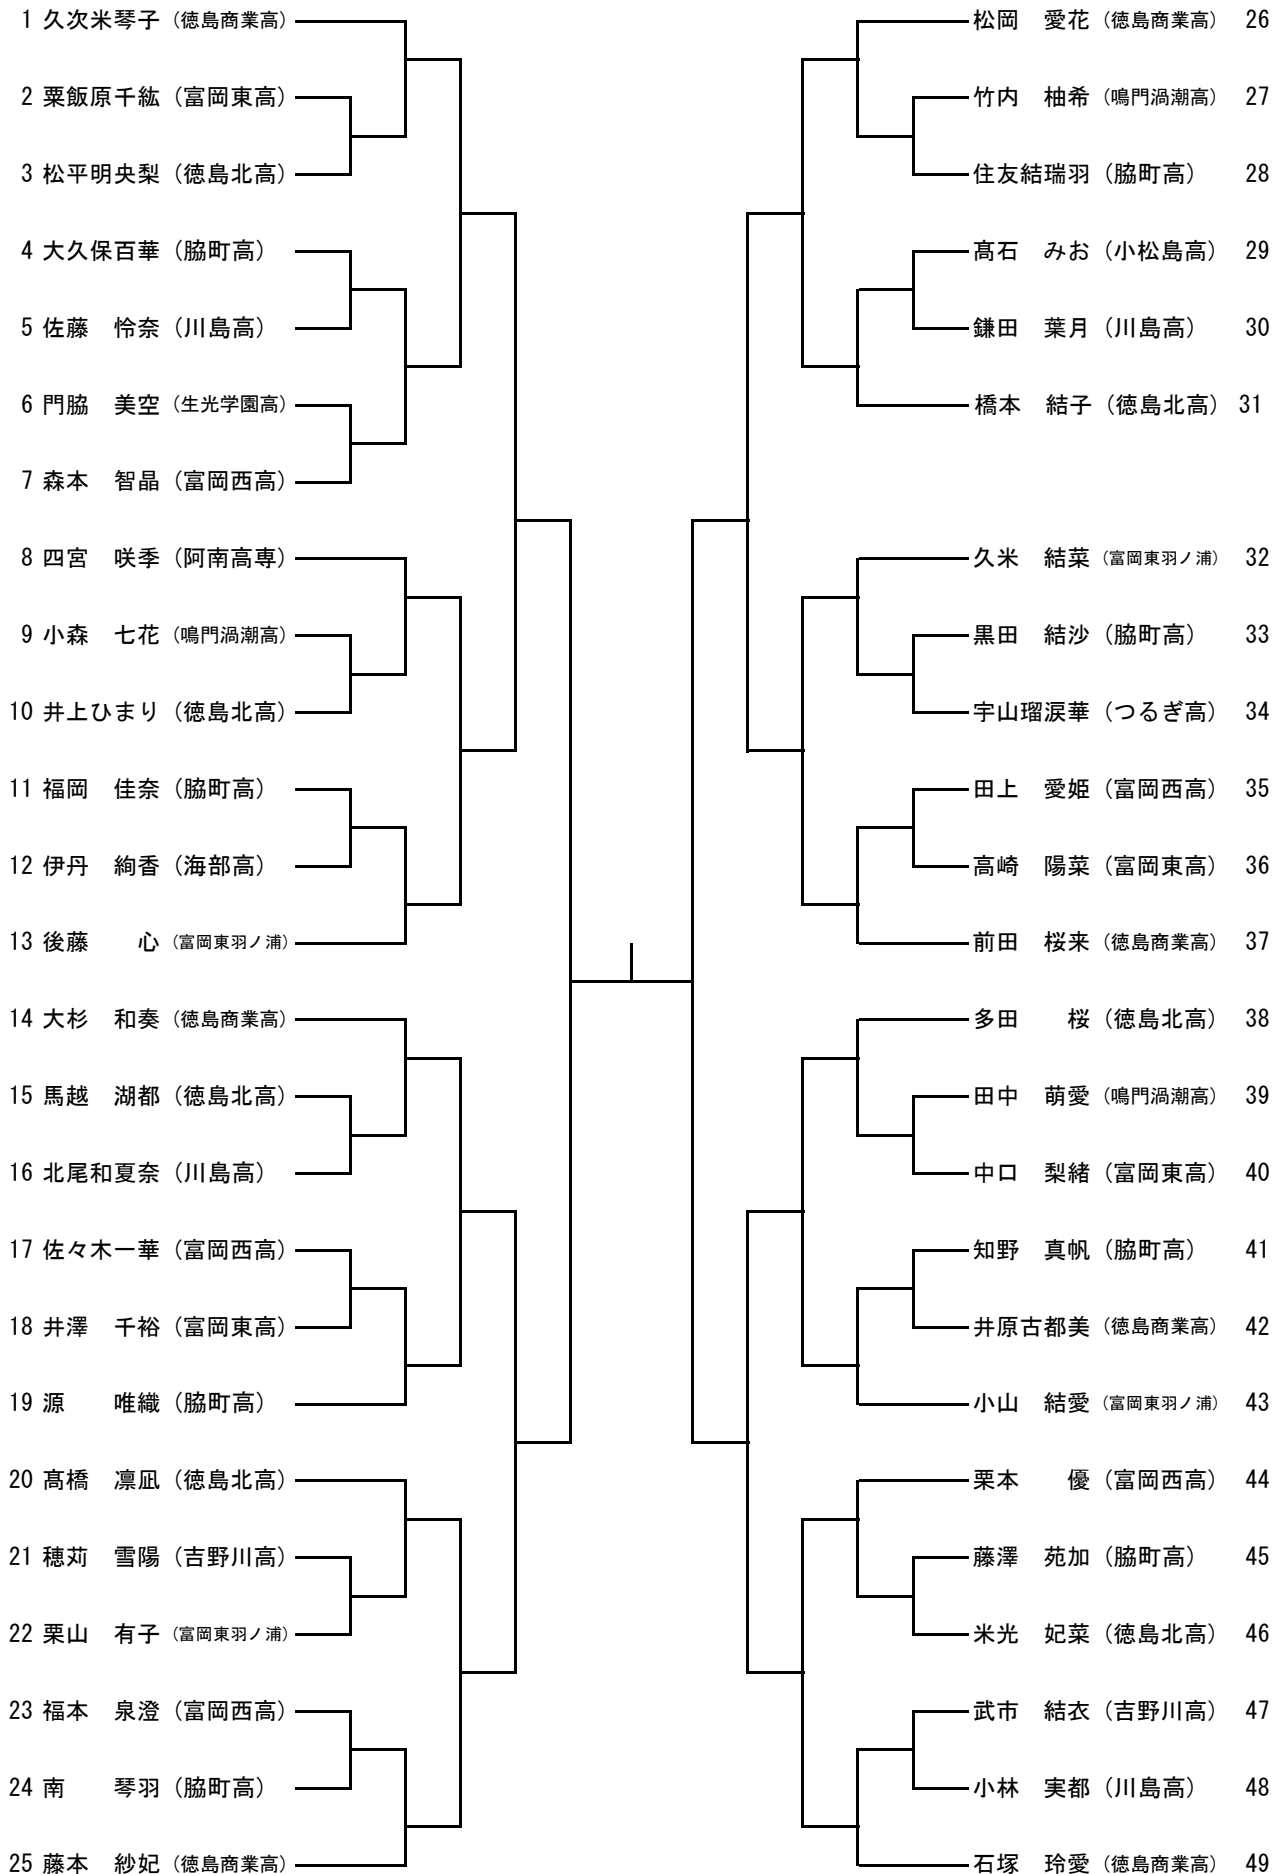 1 久次米琴子（徳島商業高）
2 粟飯原千紘（富岡東高）
3 松平明央梨（徳島北高）
4 大久保百華（脇町高）
5 佐藤　怜奈（川島高）
6 門脇　美空（生光学園高）
7 森本　智晶（富岡西高）
8 四宮　咲季（阿南高専）
9 小森　七花（鳴門渦潮高）
10 井上ひまり（徳島北高）
11 福岡　佳奈（脇町高）
12 伊丹　絢香（海部高）
13 後藤　　心（富岡東羽ノ浦）
14 大杉　和奏（徳島商業高）
15 馬越　湖都（徳島北高）
16 北尾和夏奈（川島高）
17 佐々木一華（富岡西高）
18 井澤　千裕（富岡東高）
19 源　　唯織（脇町高）
20 髙橋　凛凪（徳島北高）
21 穂苅　雪陽（吉野川高）
22 栗山　有子（富岡東羽ノ浦）
23 福本　泉澄（富岡西高）
24 南　　琴羽（脇町高）
25 藤本　紗妃（徳島商業高）
松岡　愛花（徳島商業高） 26
竹内　柚希（鳴門渦潮高） 27
住友結瑞羽（脇町高） 28
髙石　みお（小松島高） 29
鎌田　葉月（川島高） 30
橋本　結子（徳島北高） 31
久米　結菜（富岡東羽ノ浦） 32
黒田　結沙（脇町高） 33
宇山瑠涙華（つるぎ高） 34
田上　愛姫（富岡西高） 35
高崎　陽菜（富岡東高） 36
前田　桜来（徳島商業高） 37
多田　　桜（徳島北高） 38
田中　萌愛（鳴門渦潮高） 39
中口　梨緒（富岡東高） 40
知野　真帆（脇町高） 41
井原古都美（徳島商業高） 42
小山　結愛（富岡東羽ノ浦） 43
栗本　　優（富岡西高） 44
藤澤　苑加（脇町高） 45
米光　妃菜（徳島北高） 46
武市　結衣（吉野川高） 47
小林　実都（川島高） 48
石塚　玲愛（徳島商業高） 49